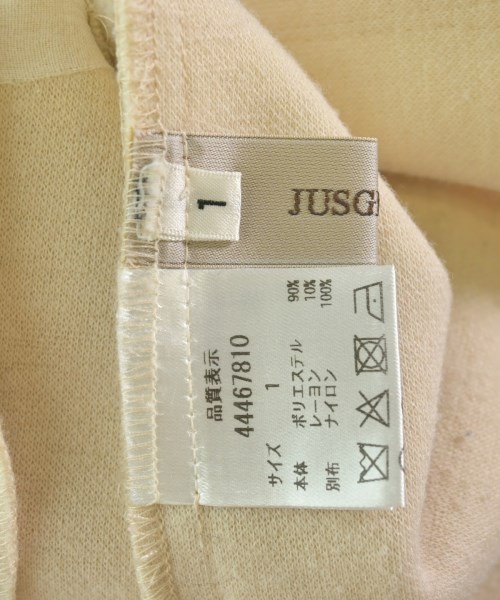 JUSG
1
品質表示
44467810
サイズ 1
本体 ポリエステル 90%
レーヨン 10%
別布 ナイロン 100%